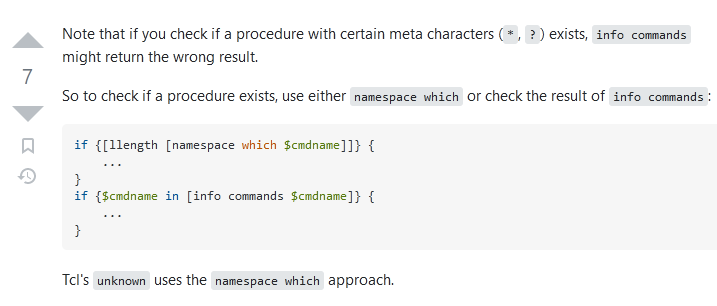 Note that if you check if a procedure with certain meta characters ( * , ? ) exists, info commands
might return the wrong result.
7
So to check if a procedure exists, use either namespace which or check the result of info commands :
if {[llength [namespace which $cmdname]]} {
    ...
}
if {$cmdname in [info commands $cmdname]} {
    ...
}
Tcl's unknown uses the namespace which approach.